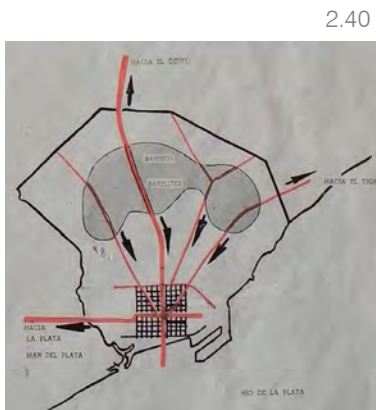 2.40
HACIA EL OESTE
BARRIOS
SATELITES
HACIA EL TIGR
HACIA
LA PLATA
MAR DEL PLATA
RIO DE LA PLATA